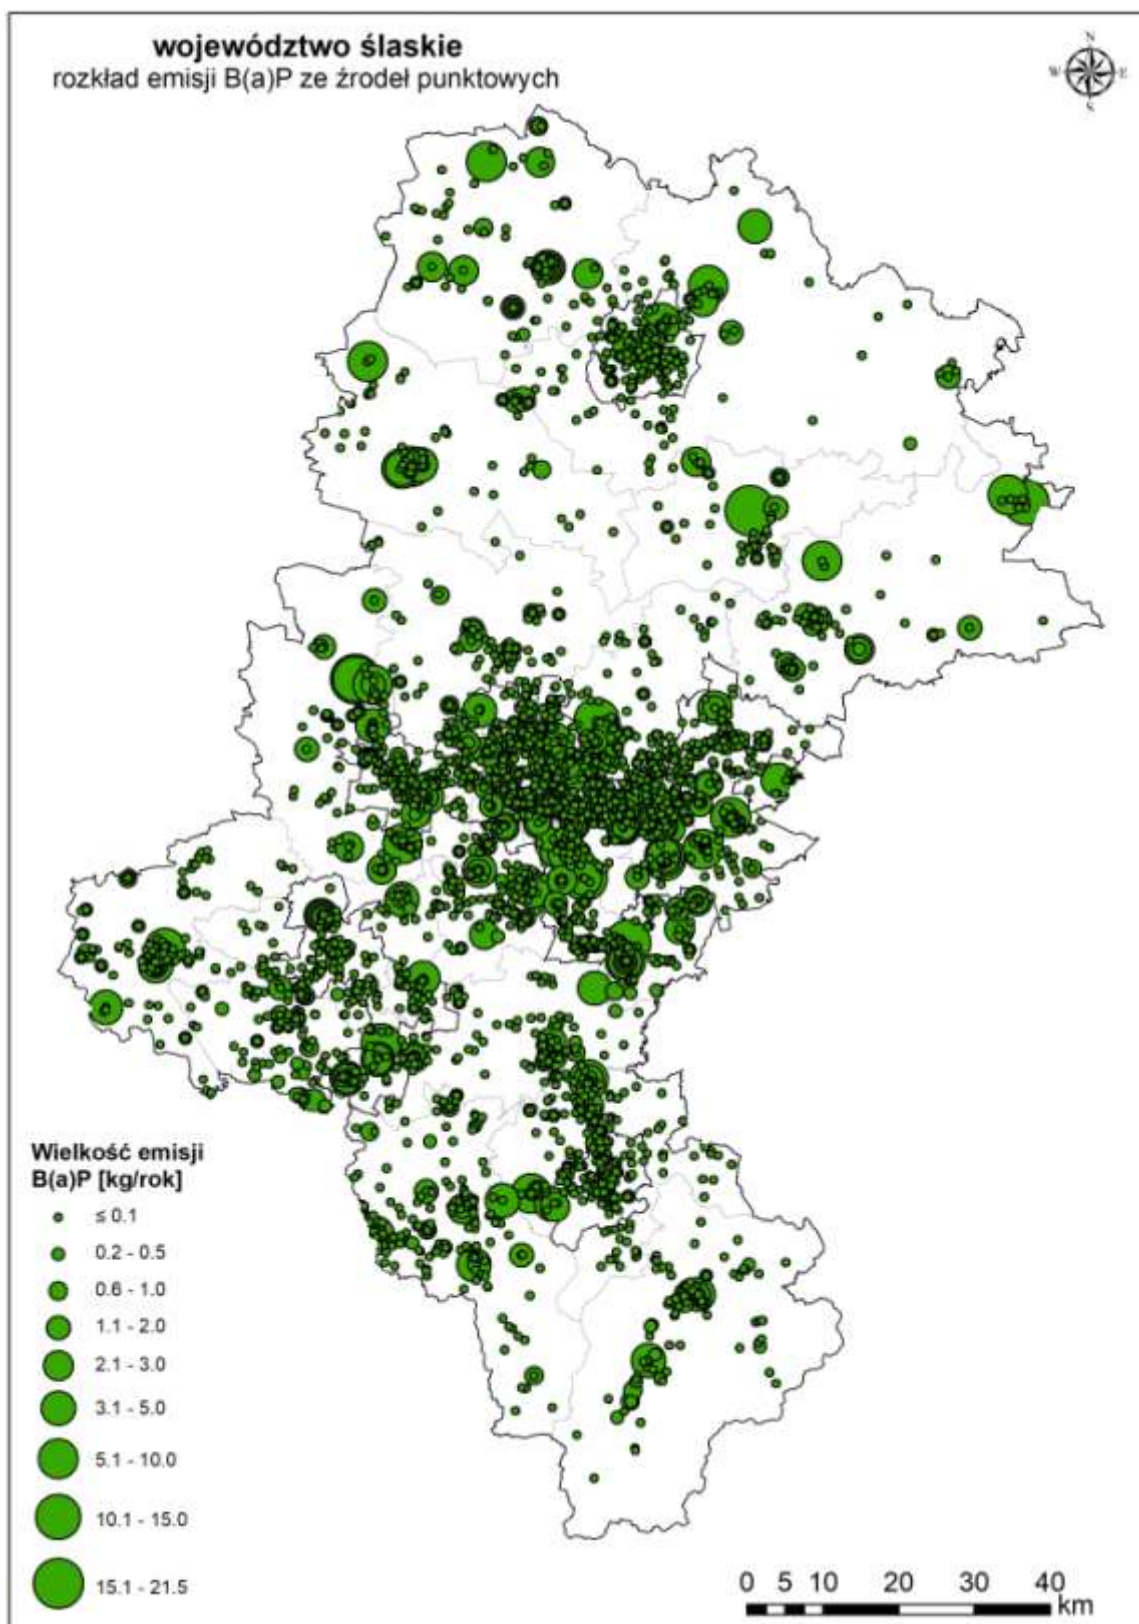 województwo ślaskie
rozkład emisji B(a)P ze źrodeł punktowych
N
W E
S
Wielkość emisji
B(a)P [kg/rok]
≤ 0.1
0.2 - 0.5
0.6 - 1.0
1.1 - 2.0
2.1 - 3.0
3.1 - 5.0
5.1 - 10.0
10.1 - 15.0
15.1 - 21.5
0 5 10 20 30 40
km